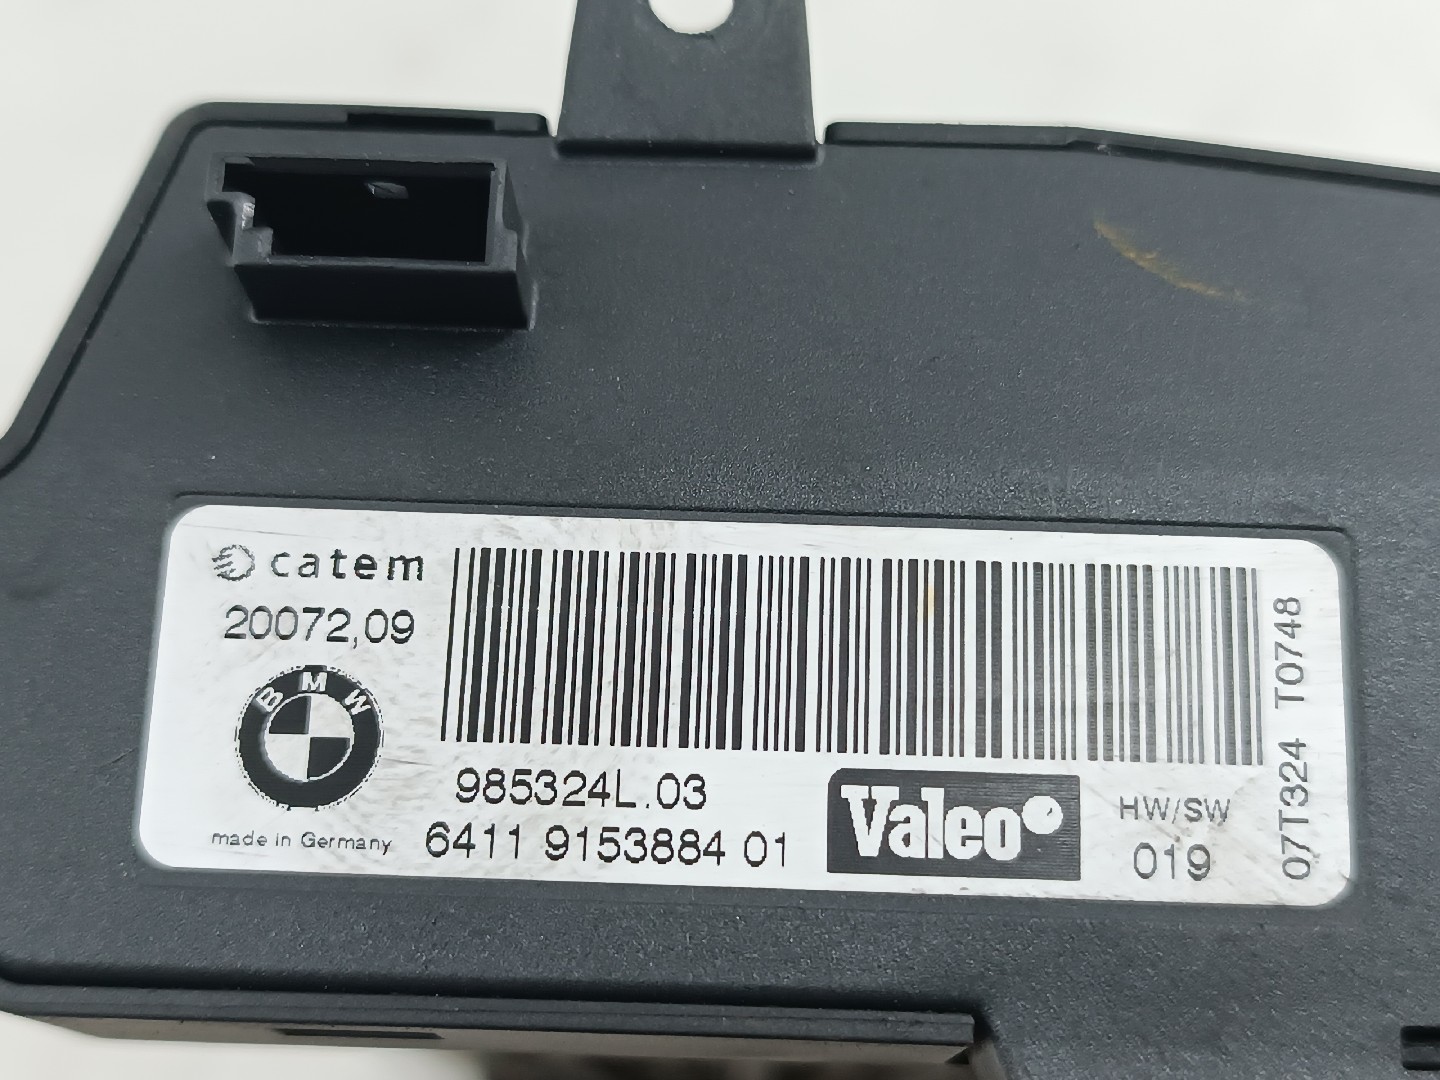 catem
20072,09
BMW
made in Germany
985324L.03
6411 9153884 01
Valeo
HW/SW
019
07T324 T0748